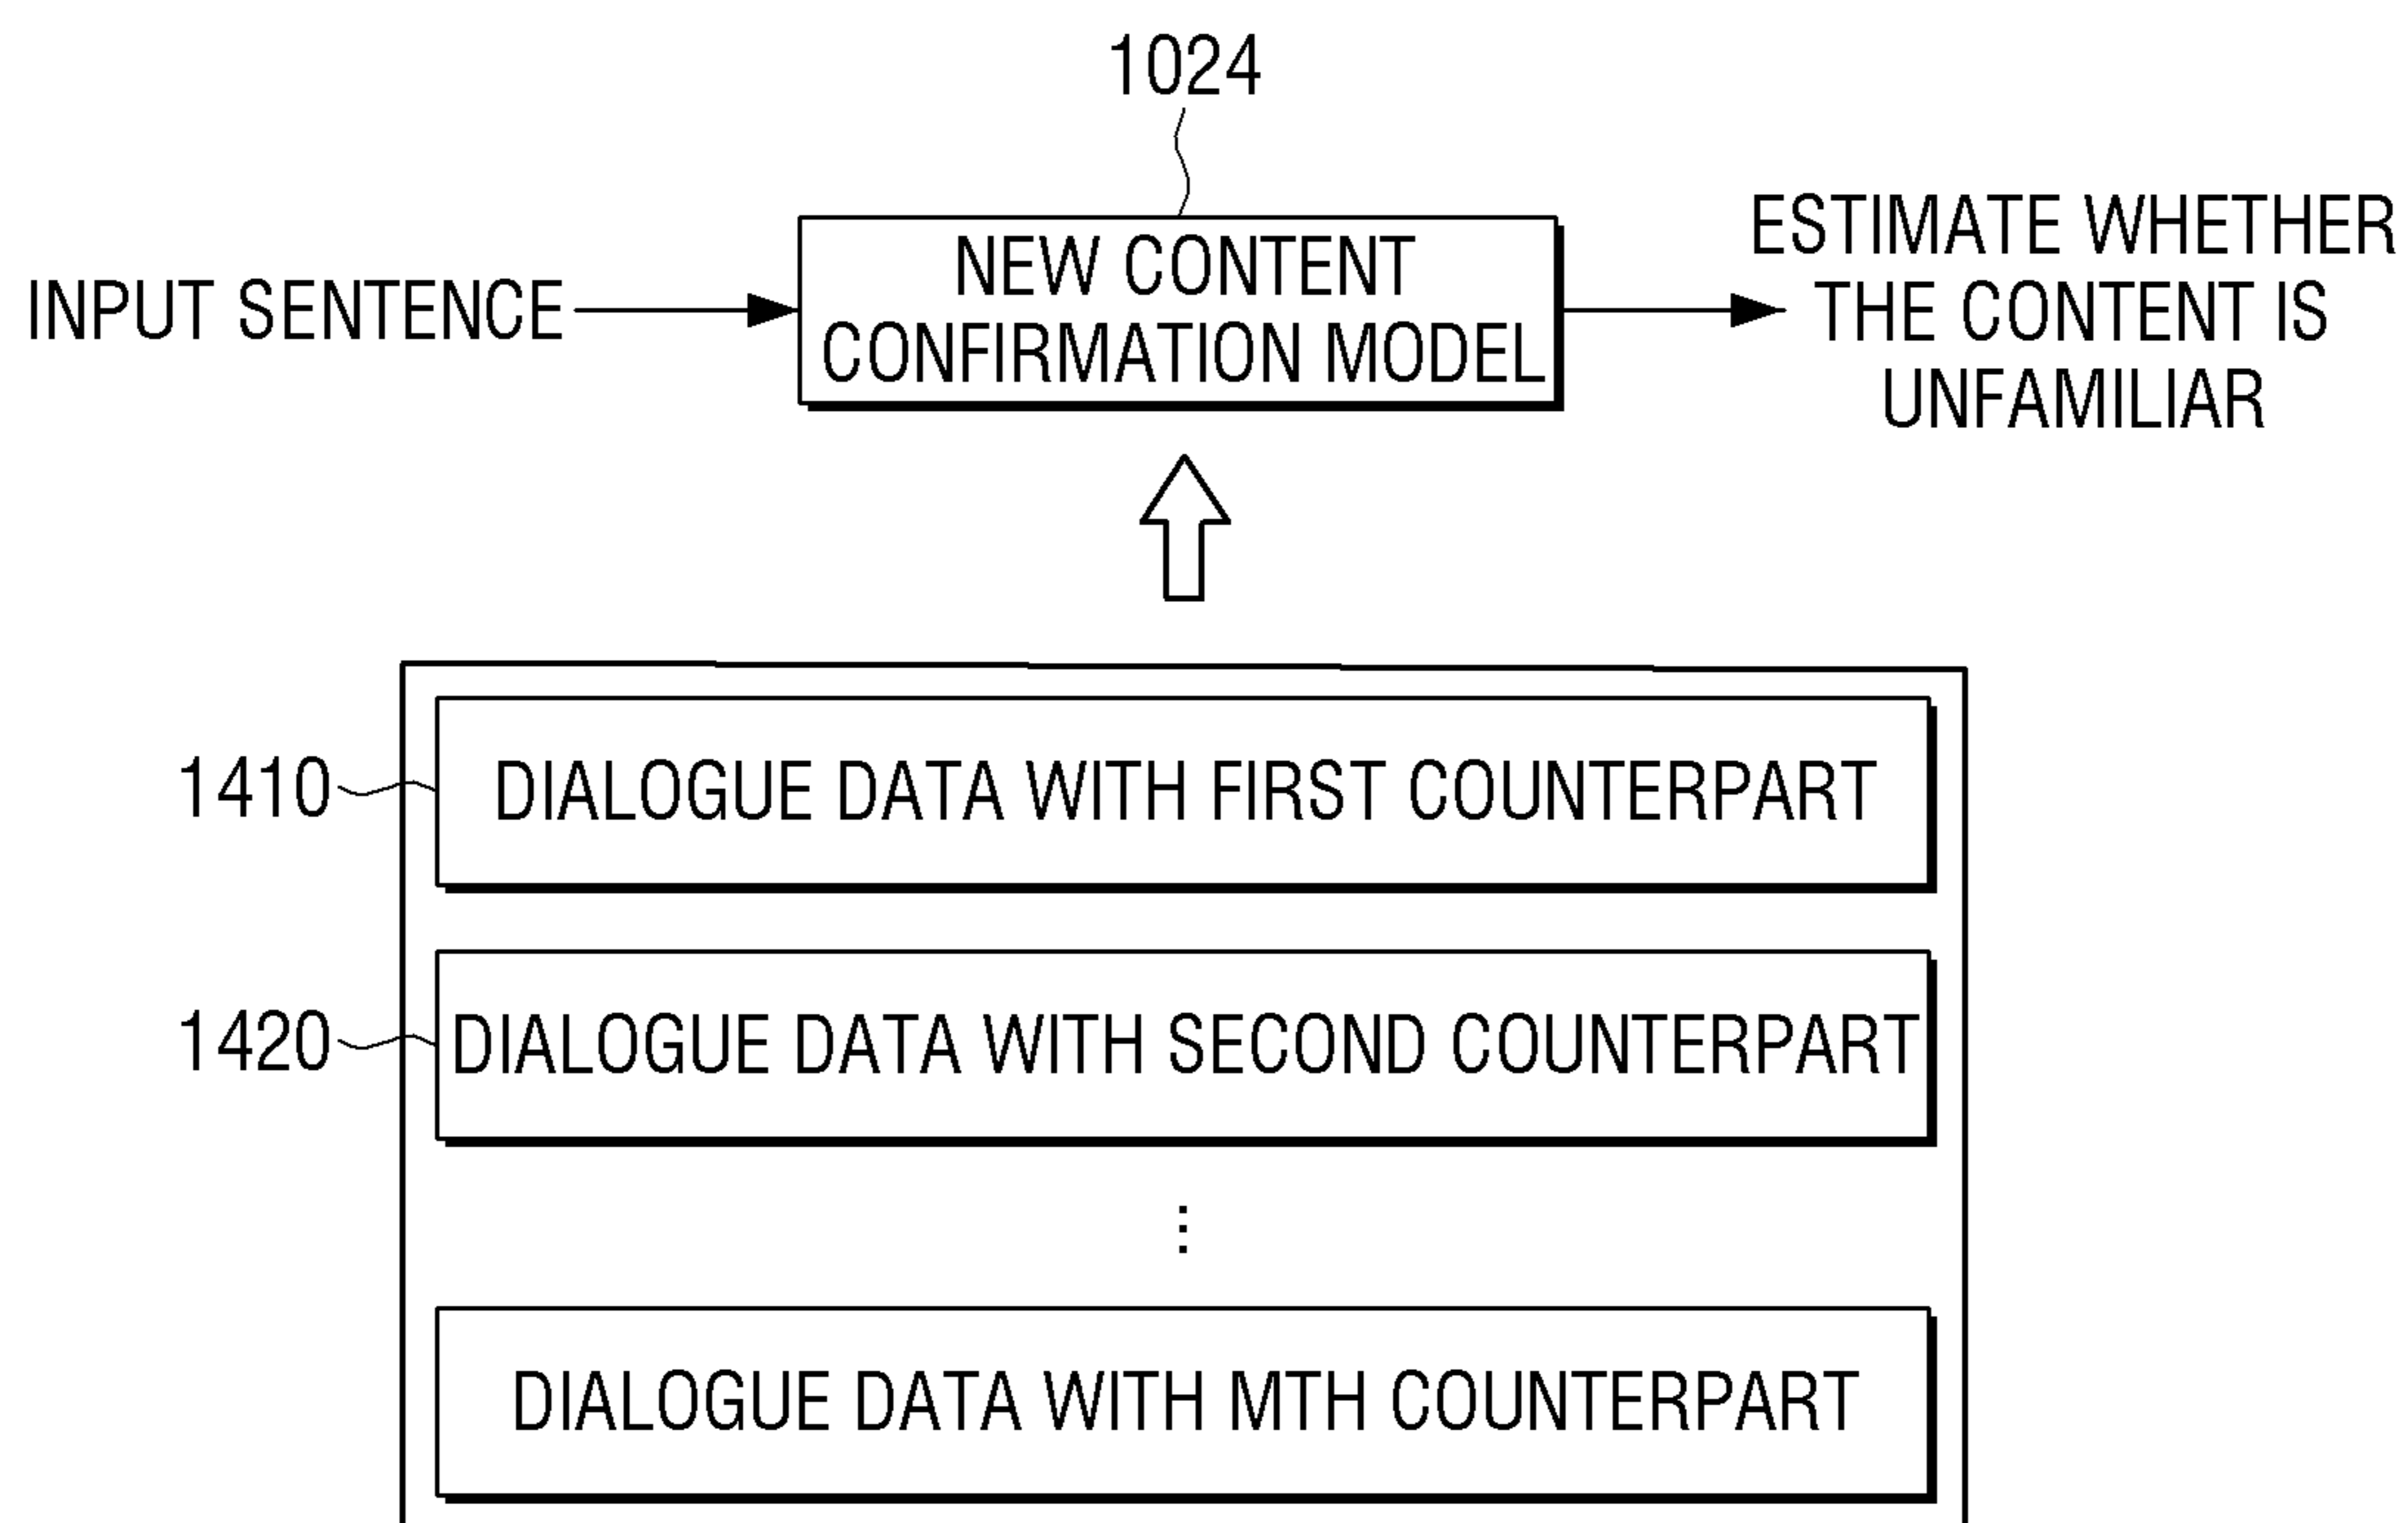 1024
INPUT SENTENCE
NEW CONTENT
CONFIRMATION MODEL
ESTIMATE WHETHER
THE CONTENT IS
UNFAMILIAR
1410
DIALOGUE DATA WITH FIRST COUNTERPART
1420
DIALOGUE DATA WITH SECOND COUNTERPART
⋮
DIALOGUE DATA WITH MTH COUNTERPART